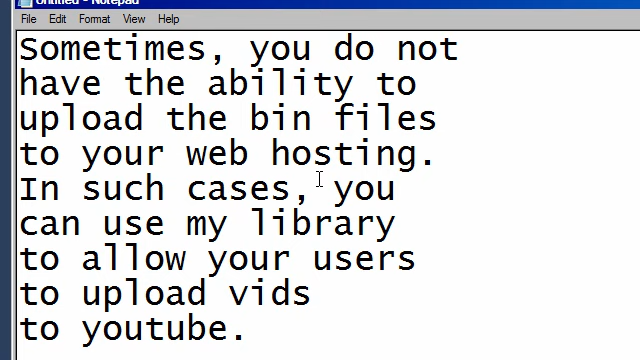 Untitled - Notepad
File Edit Format View Help
Sometimes, you do not
have the ability to
upload the bin files
to your web hosting.
In such cases, you
can use my library
to allow your users
to upload vids
to youtube.